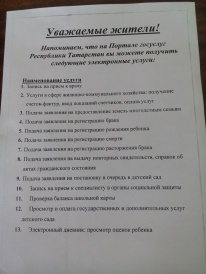 Уважаемые жители!
Напоминаем, что на Портале госуслуг
Республики Татарстан вы можете получить
следующие электронные услуги:
Наименование услуги
1. Запись на прием к врачу
2. Услуги в сфере жилищно-коммунального хозяйства: получение
счетов-фактур, ввод показаний счетчиков, оплата услуг
3. Подача заявления на предоставление земель многодетным семьям
4. Подача заявления на регистрацию брака
5. Подача заявления на регистрацию рождения ребенка
6. Подача заявления на
7. Подача заявления на регистрацию расторжения брака
8. Подача заявления на выдачу повторных свидетельств, справок об
актах гражданского состояния
9. Подача заявления на постановку в очередь в детский сад
10. Запись на прием к специалисту в органы социальной защиты
11. Проверка баланса школьной карты
12. Просмотр и оплата государственных и дополнительных услуг
детского сада
13. Электронный дневник: просмотр оценок ребенка